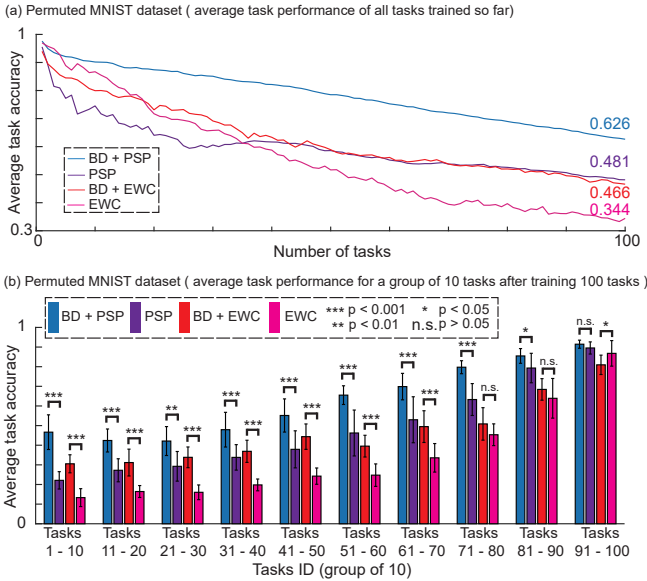 (a) Permuted MNIST dataset ( average task performance of all tasks trained so far)
1
Average task accuracy
0.3
BD + PSP
PSP
BD + EWC
EWC
0.626
0.481
0.466
0.344
0
100
Number of tasks
(b) Permuted MNIST dataset ( average task performance for a group of 10 tasks after training 100 tasks )
BD + PSP PSP BD + EWC EWC
*** p < 0.001 * p < 0.05
** p < 0.01 n.s. p > 0.05
1
Average task accuracy
0
*** *** *** *** ** *** *** *** *** *** *** *** *** *** *** n.s. * n.s. n.s. *
Tasks Tasks Tasks Tasks Tasks Tasks Tasks Tasks Tasks Tasks
1 - 10 11 - 20 21 - 30 31 - 40 41 - 50 51 - 60 61 - 70 71 - 80 81 - 90 91 - 100
Tasks ID (group of 10)